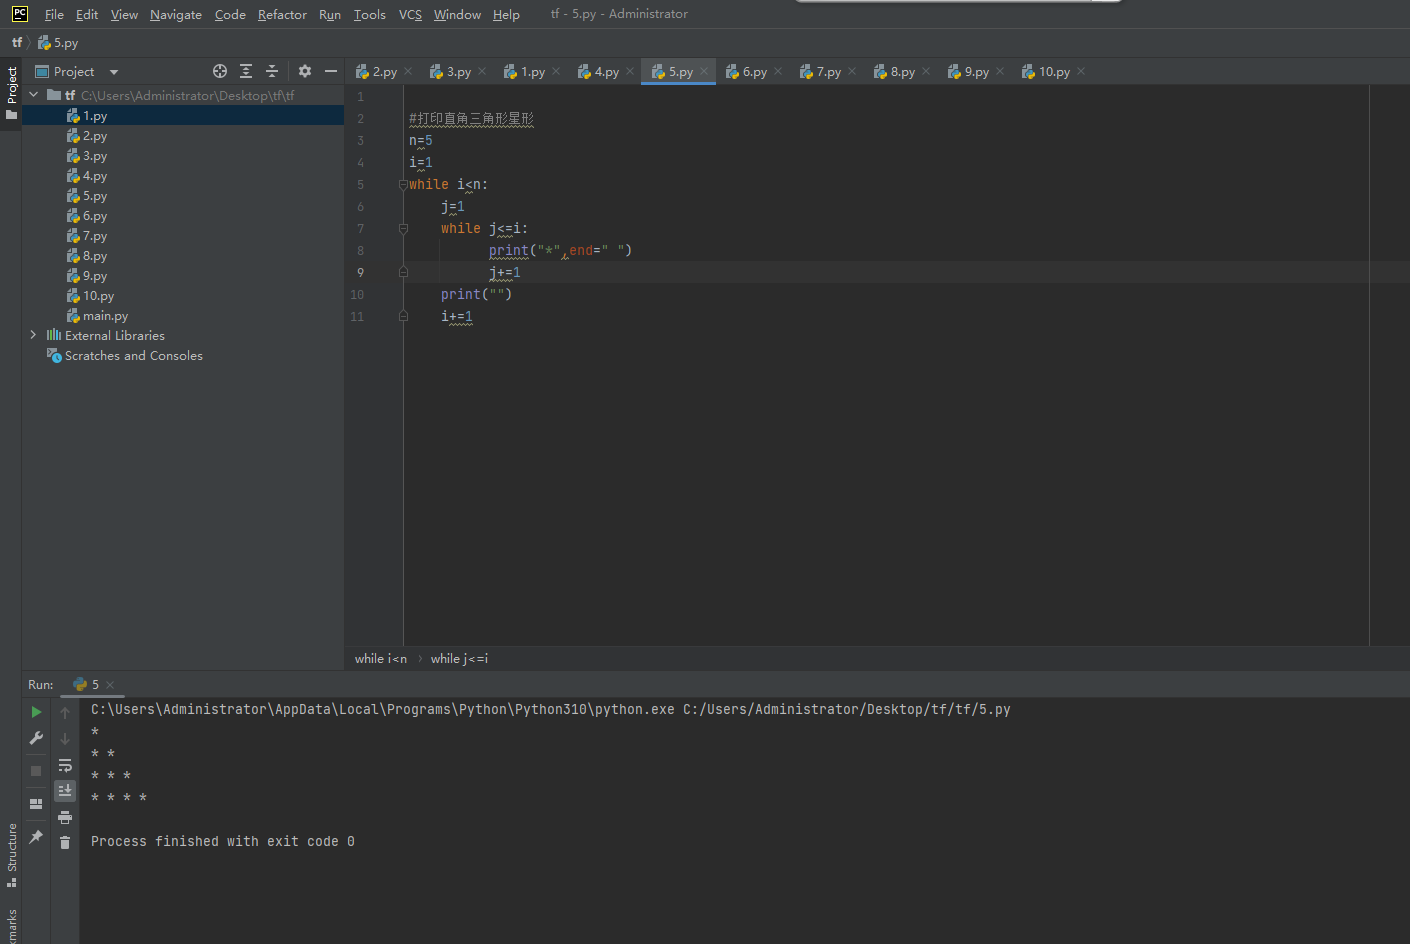 PC File Edit View Navigate Code Refactor Run Tools VCS Window Help tf - 5.py - Administrator
tf 5.py
Project
Project
2.py 3.py 1.py 4.py 5.py 6.py 7.py 8.py 9.py 10.py
tf C:\Users\Administrator\Desktop\tf\tf
1.py
2.py
3.py
4.py
5.py
6.py
7.py
8.py
9.py
10.py
main.py
External Libraries
Scratches and Consoles
1
2 #打印直角三角形星形
3 n=5
4 i=1
5 while i<n:
6 j=1
7 while j<=i:
8 print("*",end=" ")
9 j+=1
10 print("")
11 i+=1
while i<n while j<=i
Run: 5
C:\Users\Administrator\AppData\Local\Programs\Python\Python310\python.exe C:/Users/Administrator/Desktop/tf/tf/5.py
*
* *
* * *
* * * *
Process finished with exit code 0
Structure